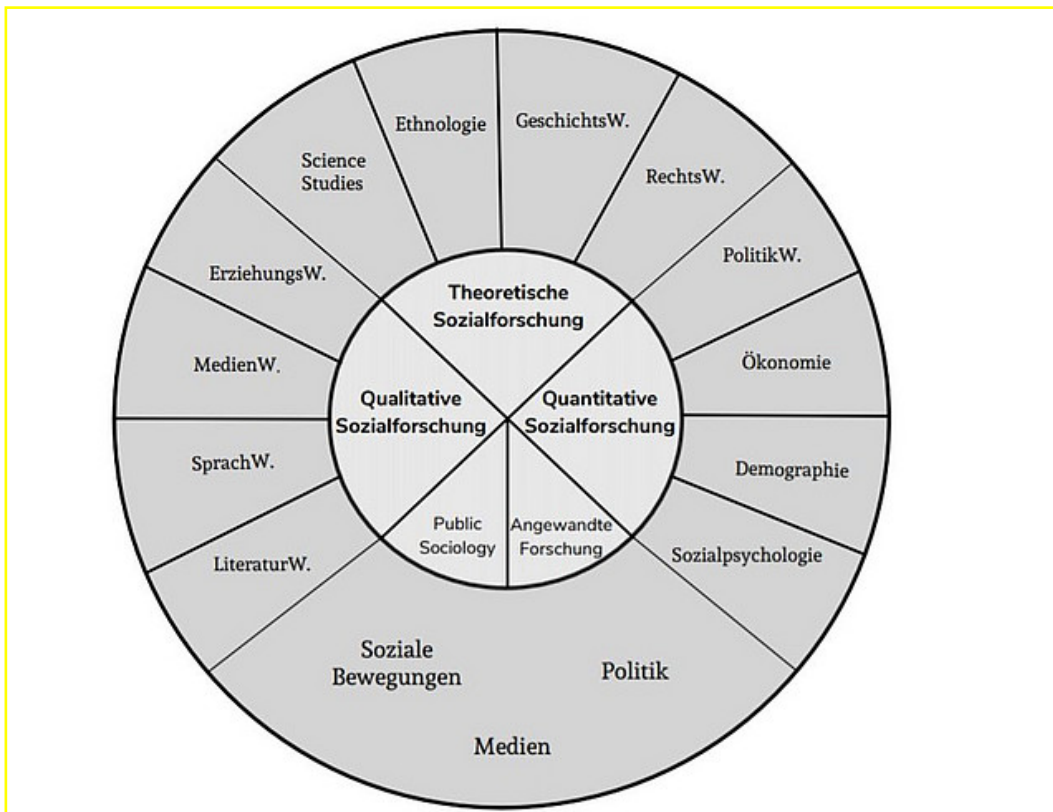 Ethnologie
GeschichtsW.
Science
Studies
RechtsW.
ErziehungsW.
PolitikW.
Theoretische
Sozialforschung
MedienW.
Ökonomie
Qualitative
Sozialforschung
Quantitative
Sozialforschung
SprachW.
Demographie
Public
Sociology
Angewandte
Forschung
LiteraturW.
Sozialpsychologie
Soziale
Bewegungen
Politik
Medien